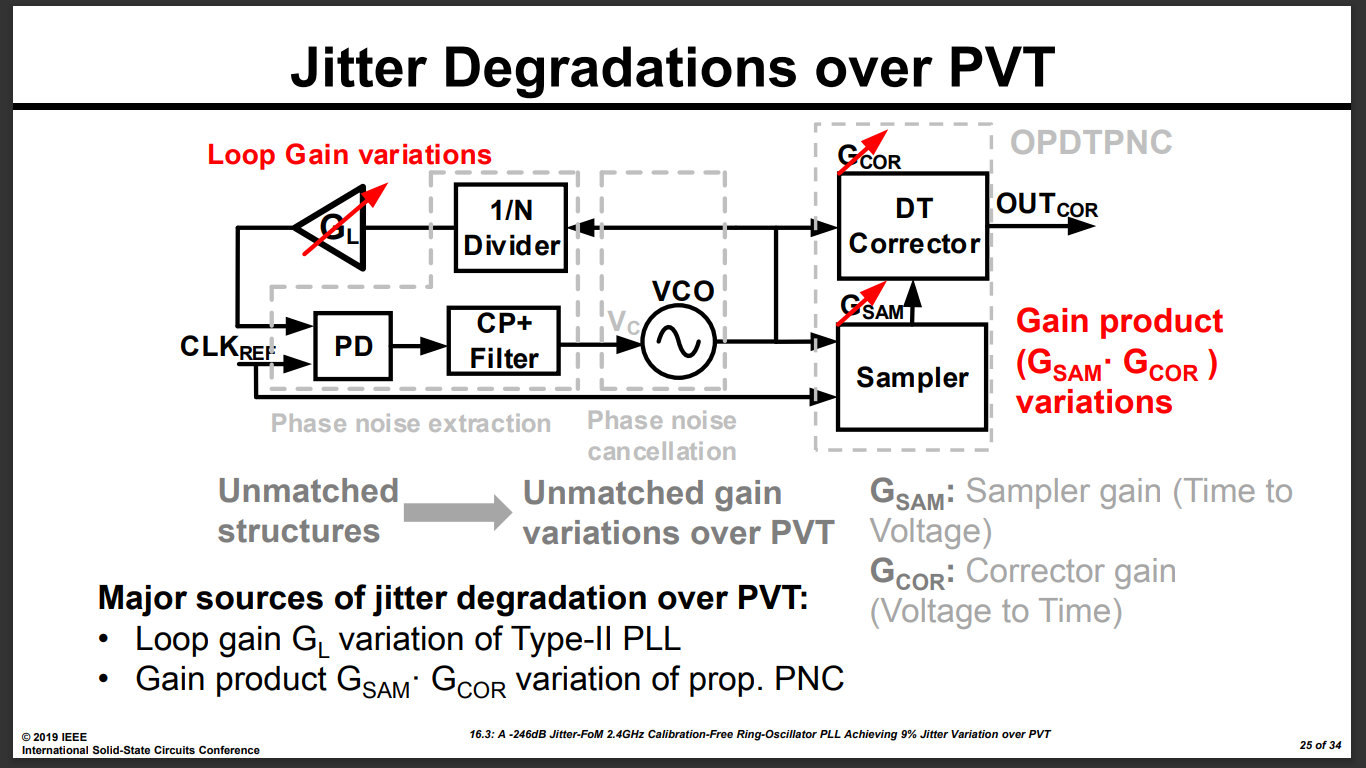 Jitter Degradations over PVT
OPDTPNC
Loop Gain variations
GCOR
GL
1/N
Divider
DT
Corrector
OUTCOR
VCO
GSAM
VC
CLKREF
PD
CP+
Filter
Sampler
Gain product
(GSAM· GCOR )
variations
Phase noise extraction
Phase noise
cancellation
Unmatched
structures
Unmatched gain
variations over PVT
GSAM: Sampler gain (Time to
Voltage)
GCOR: Corrector gain
(Voltage to Time)
Major sources of jitter degradation over PVT:
• Loop gain GL variation of Type-II PLL
• Gain product GSAM· GCOR variation of prop. PNC
© 2019 IEEE
International Solid-State Circuits Conference
16.3: A -246dB Jitter-FoM 2.4GHz Calibration-Free Ring-Oscillator PLL Achieving 9% Jitter Variation over PVT
25 of 34